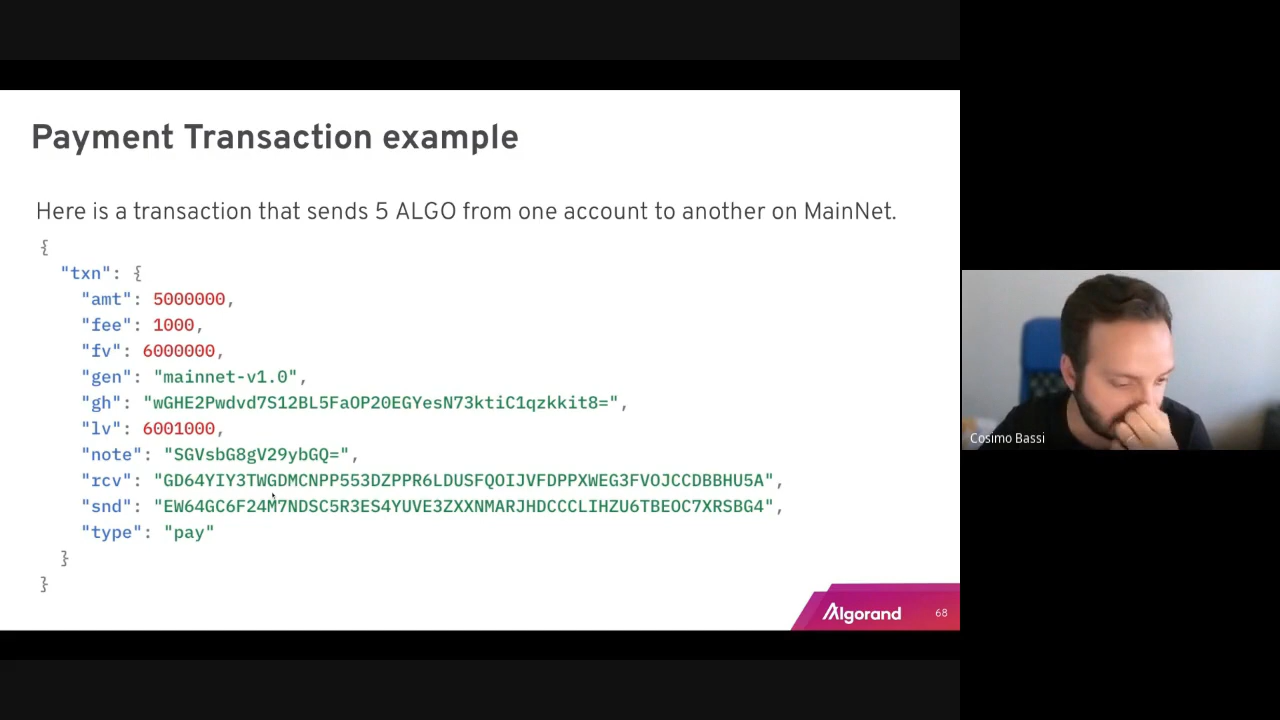 Payment Transaction example
Here is a transaction that sends 5 ALGO from one account to another on MainNet.
{
"txn": {
"amt": 5000000,
"fee": 1000,
"fv": 6000000,
"gen": "mainnet-v1.0",
"gh": "wGHE2Pwdvd7S12BL5FaOP20EGYesN73ktiC1qzkkit8=",
"lv": 6001000,
"note": "SGVsbG8gV29ybGQ=",
"rcv": "GD64YIY3TWGDMCNPP553DZPPR6LDUSFQOIJVFDPPXWEG3FVOJCCDBBHU5A",
"snd": "EW64GC6F24M7NDSC5R3ES4YUVE3ZXXNMARJHDCCCLIHZU6TBEOC7XRSBG4",
"type": "pay"
}
}
Algorand
68
Cosimo Bassi